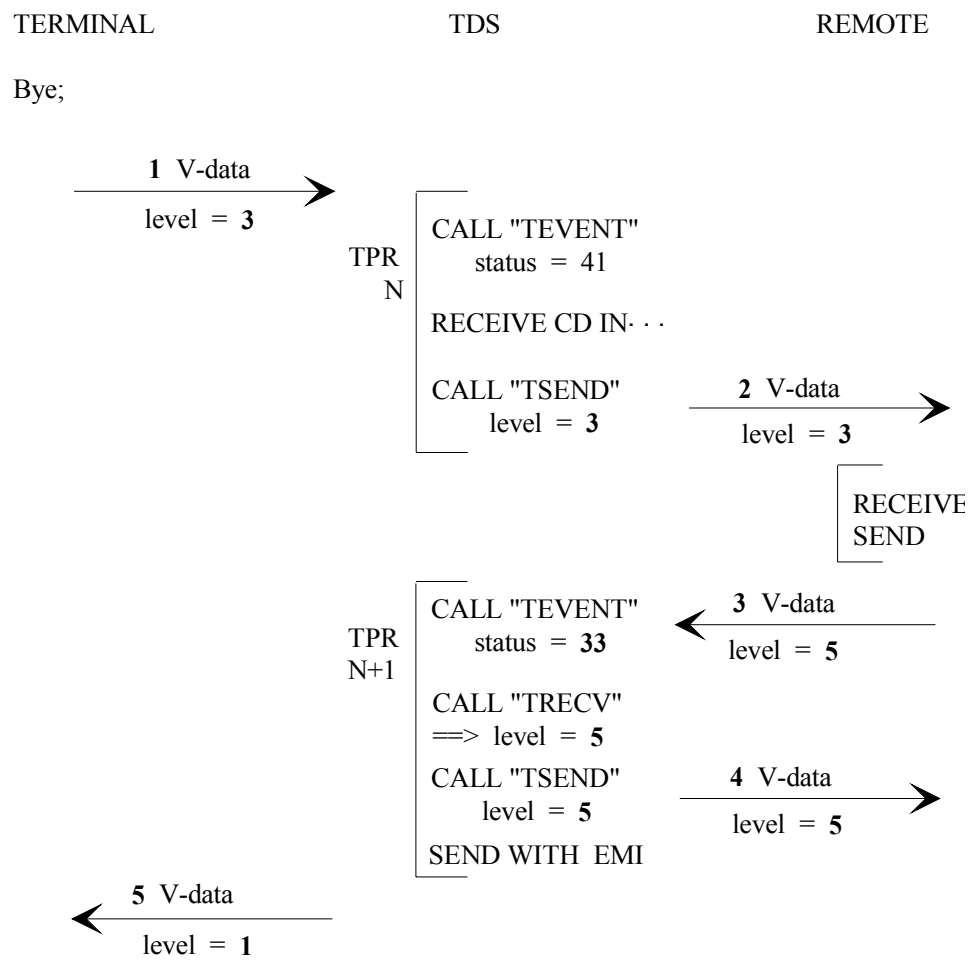 TERMINAL TDS REMOTE
Bye;
1 V-data
level = 3
TPR
N
CALL "TEVENT"
status = 41
RECEIVE CD IN· · ·
CALL "TSEND"
level = 3
2 V-data
level = 3
RECEIVE
SEND
TPR
N+1
CALL "TEVENT"
status = 33
3 V-data
level = 5
CALL "TRECV"
==> level = 5
CALL "TSEND"
level = 5
4 V-data
level = 5
SEND WITH EMI
5 V-data
level = 1